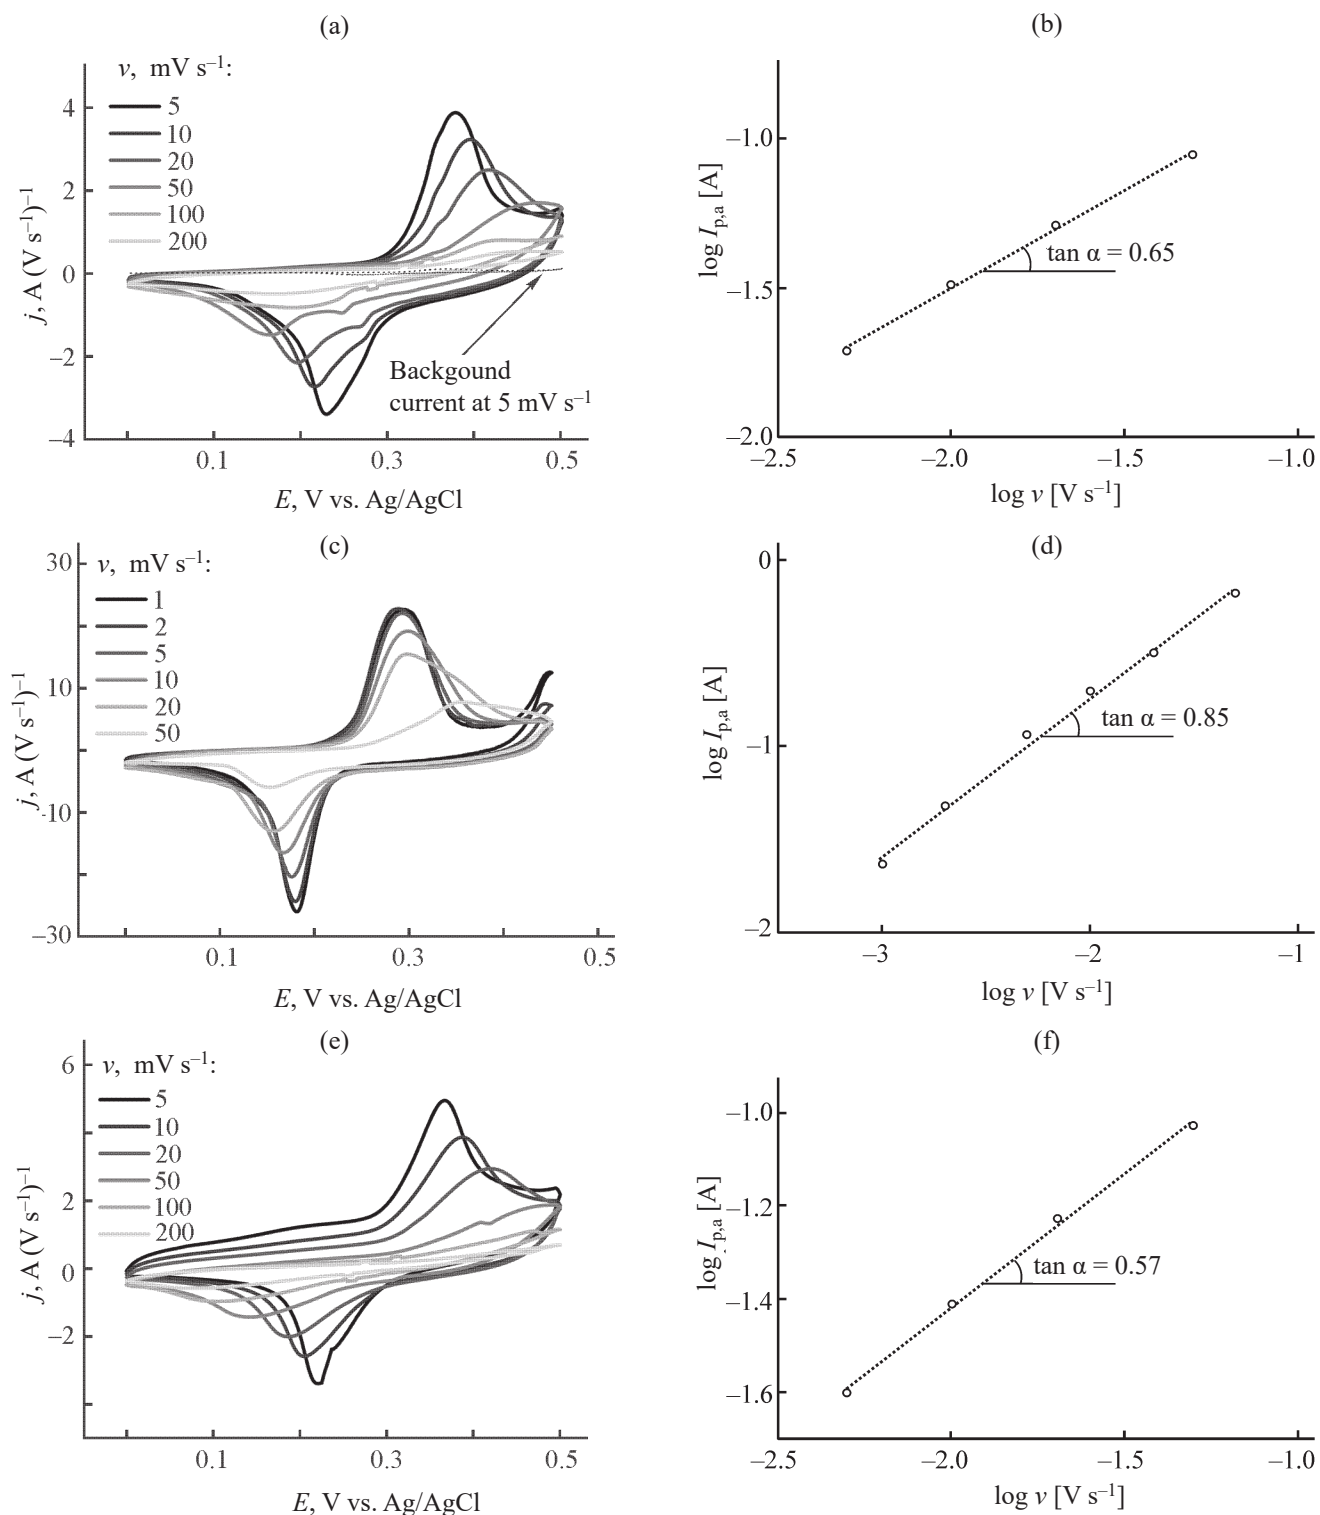 (a)
v, mV s–1:
5
10
20
50
100
200
4
2
0
–2
–4
j, A (V s–1)–1
0.1
0.3
0.5
E, V vs. Ag/AgCl
Backgound
current at 5 mV s–1
(b)
–1.0
–1.5
–2.0
log Ip,a [A]
tan α = 0.65
–2.5
–2.0
–1.5
–1.0
log v [V s–1]
(c)
v, mV s–1:
1
2
5
10
20
50
30
10
-10
–30
j, A (V s–1)–1
0.1
0.3
0.5
E, V vs. Ag/AgCl
(d)
0
–1
–2
log Ip,a [A]
tan α = 0.85
–3
–2
–1
log v [V s–1]
(e)
v, mV s–1:
5
10
20
50
100
200
6
2
0
–2
j, A (V s–1)–1
0.1
0.3
0.5
E, V vs. Ag/AgCl
(f)
–1.0
–1.2
–1.4
–1.6
log Ip,a [A]
tan α = 0.57
–2.5
–2.0
–1.5
–1.0
log v [V s–1]